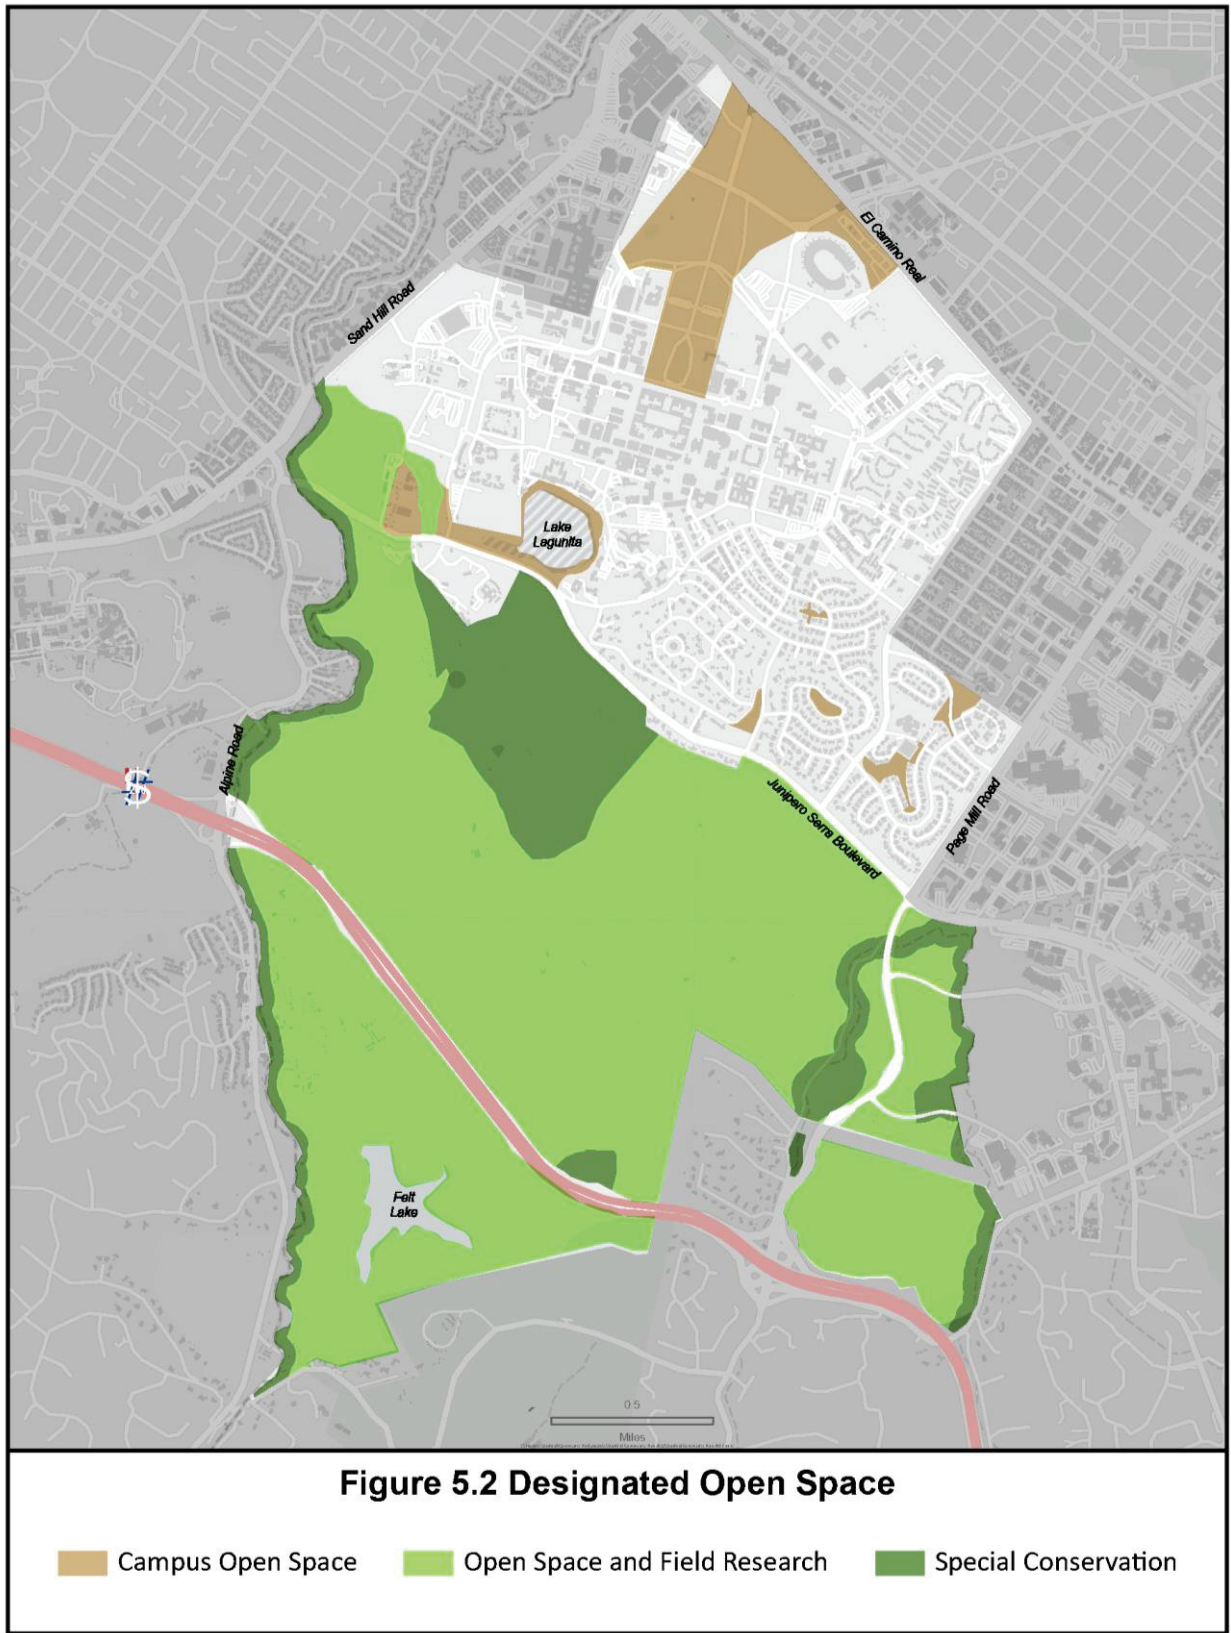 El Camino Real
Sand Hill Road
Lake
Lagunita
Alpine Road
Junipero Serra Boulevard
Page Mill Road
Felt
Lake
0.5
Miles
Figure 5.2 Designated Open Space
Campus Open Space
Open Space and Field Research
Special Conservation